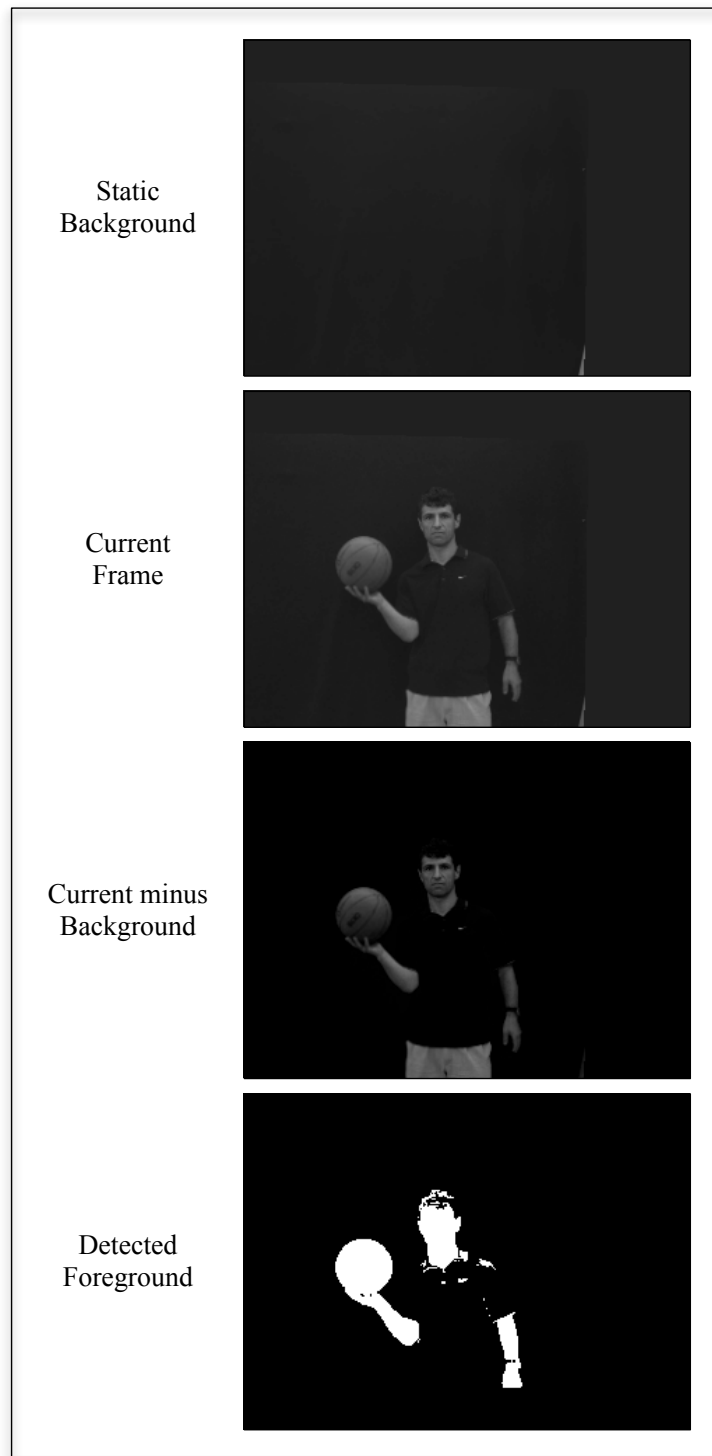 Static
Background
Current
Frame
Current minus
Background
Detected
Foreground